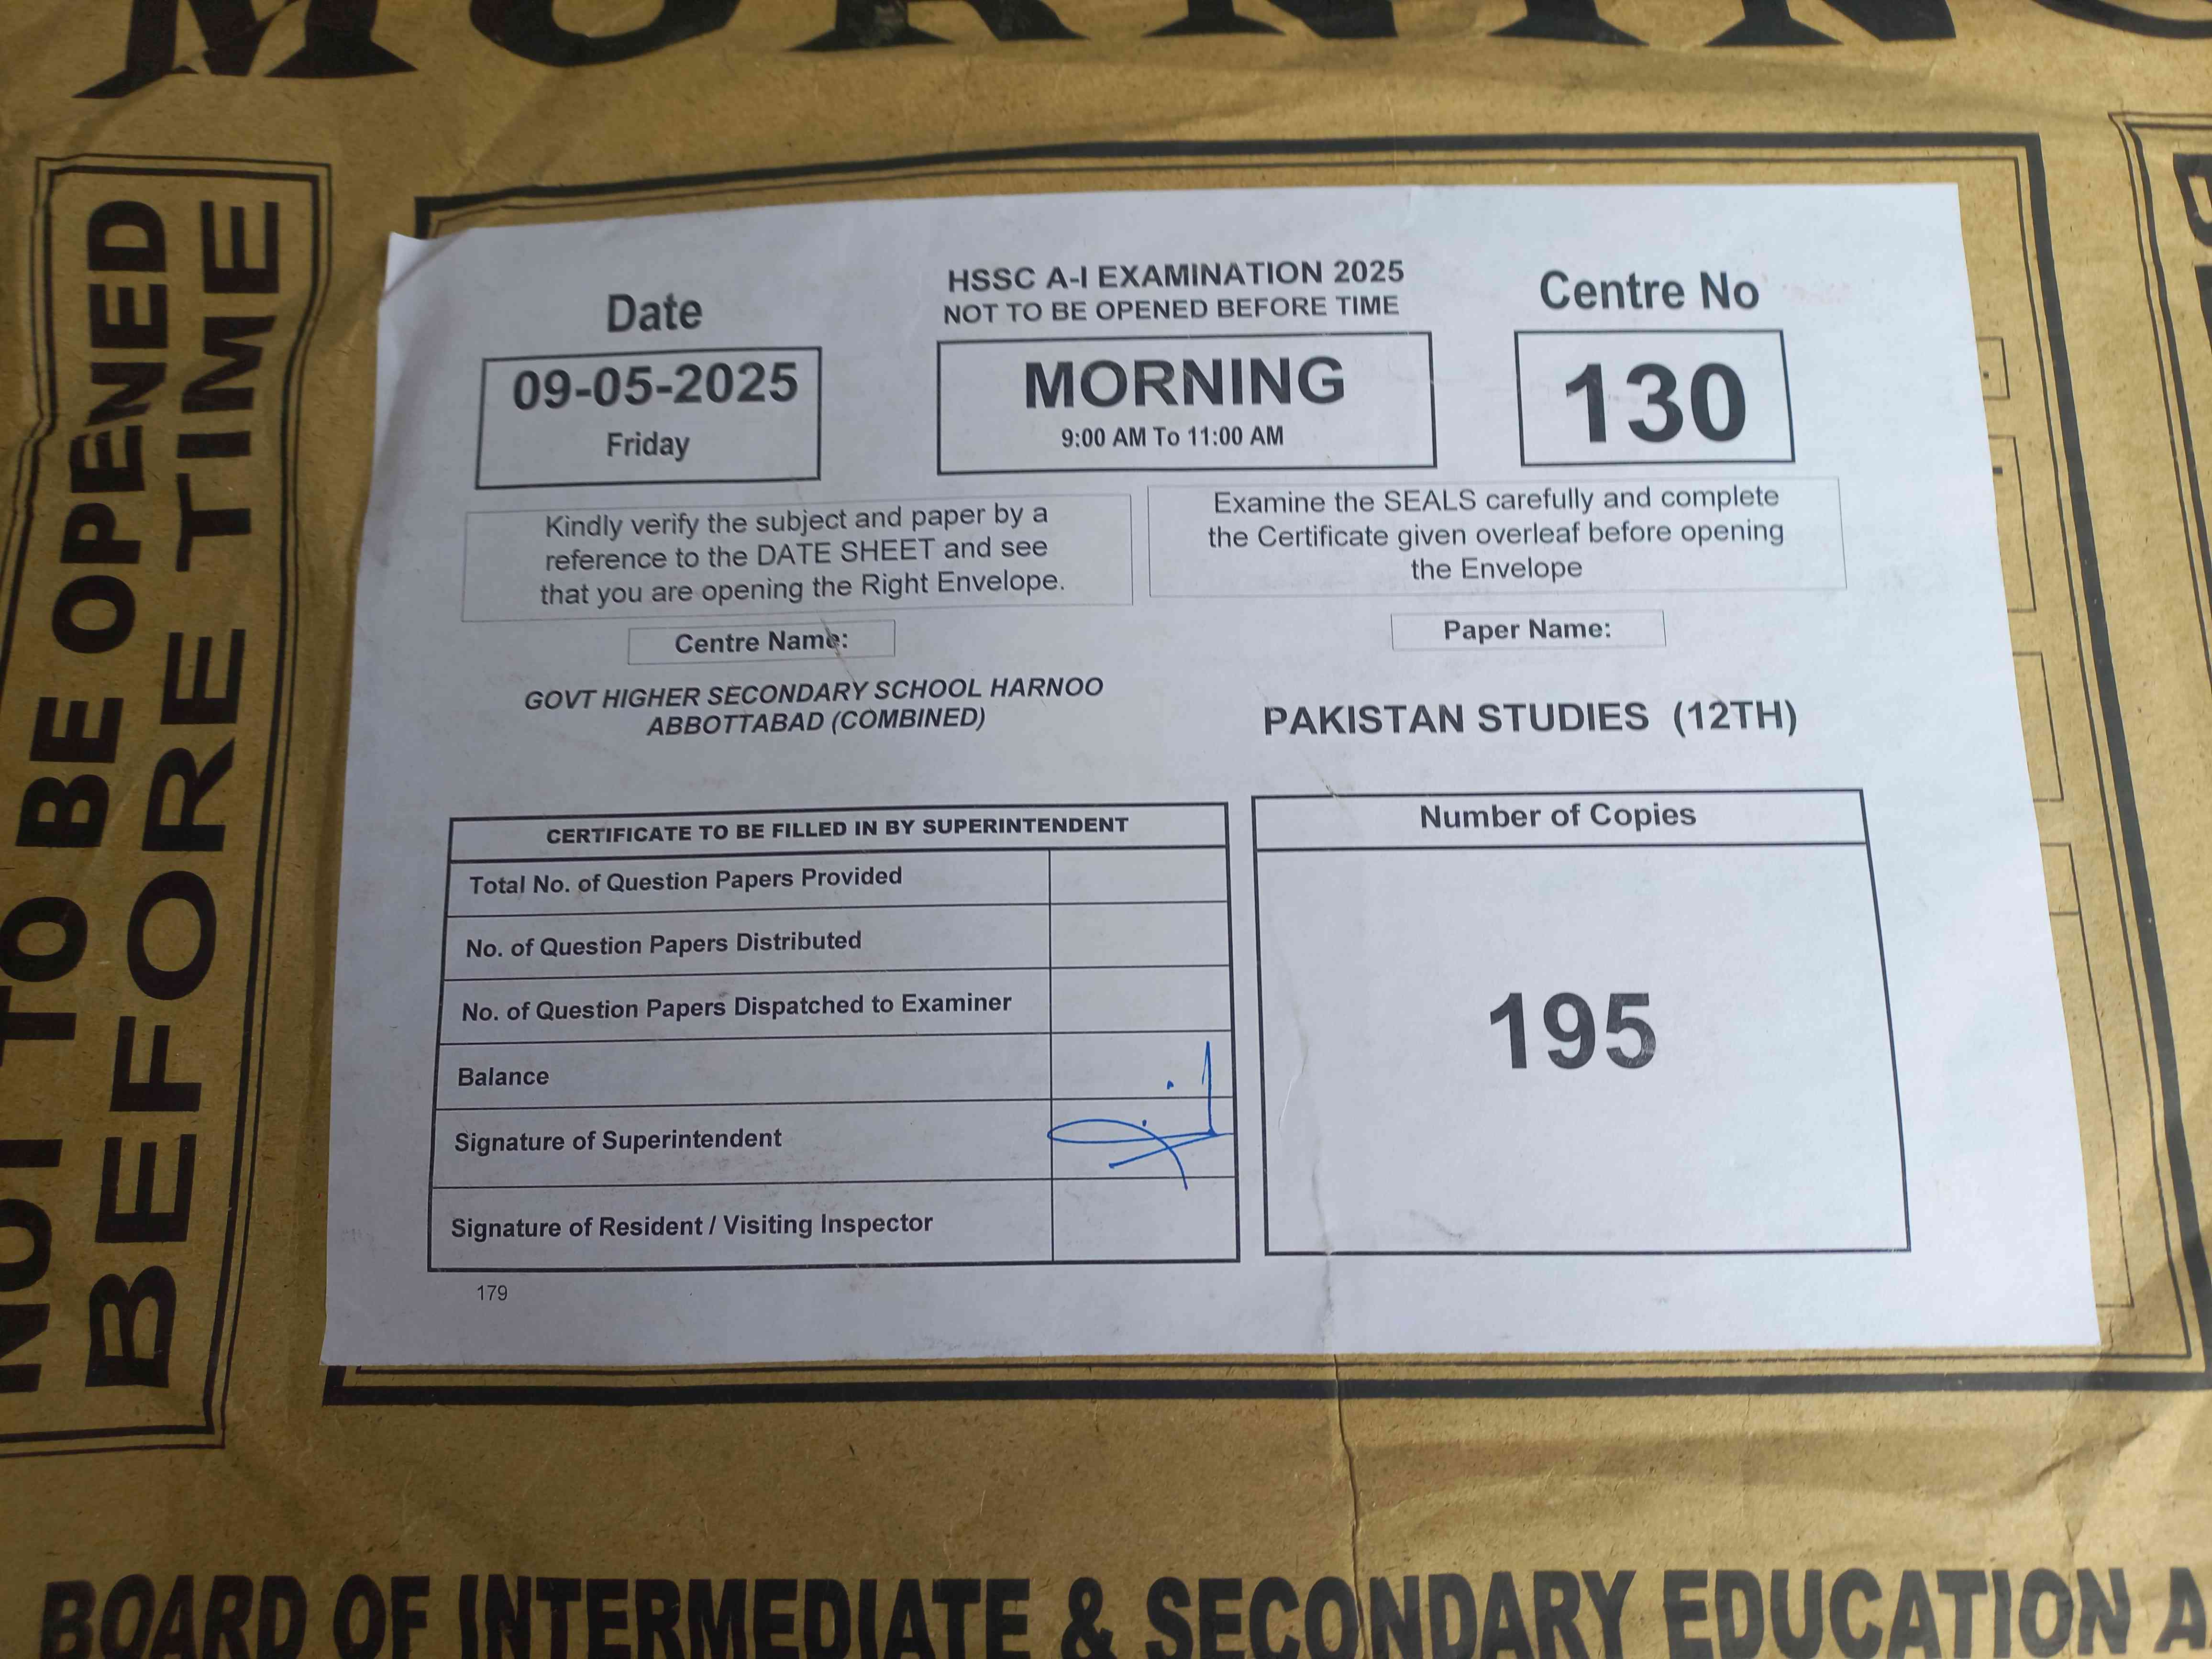 MORNING
NOT TO BE OPENED
BEFORE TIME
HSSC A-I EXAMINATION 2025
NOT TO BE OPENED BEFORE TIME
Date
09-05-2025
Friday
MORNING
9:00 AM To 11:00 AM
Centre No
130
Kindly verify the subject and paper by a
reference to the DATE SHEET and see
that you are opening the Right Envelope.
Examine the SEALS carefully and complete
the Certificate given overleaf before opening
the Envelope
Centre Name:
GOVT HIGHER SECONDARY SCHOOL HARNOO
ABBOTTABAD (COMBINED)
Paper Name:
PAKISTAN STUDIES (12TH)
CERTIFICATE TO BE FILLED IN BY SUPERINTENDENT
Total No. of Question Papers Provided
No. of Question Papers Distributed
No. of Question Papers Dispatched to Examiner
Balance
Signature of Superintendent
Signature of Resident / Visiting Inspector
Number of Copies
195
179
BOARD OF INTERMEDIATE & SECONDARY EDUCATION A